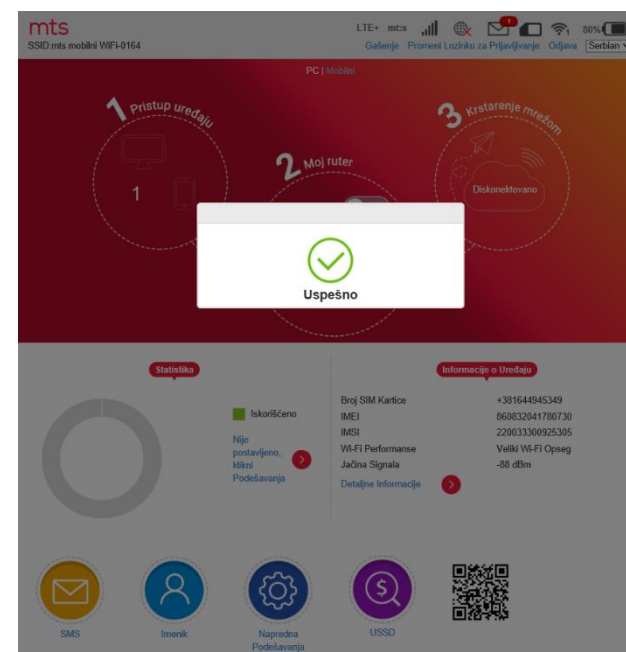 mts
SSID:mts mobilni WiFi-0164
LTE+ mt:s
1
80%
Gašenje Promeni Lozinku za Prijavljivanje Odjava Serbian
PC | Mobilni
1 Pristup uređaju
1
2 Moj ruter
3 Krstarenje mrežom
Diskonektovano
Uspešno
Statistika
Iskorišćeno
Nije
postavljeno,
klikni
Podešavanja
Informacije o Uređaju
Broj SIM Kartice +381644945349
IMEI 860832041780730
IMSI 220033300925305
Wi-Fi Performanse Veliki Wi-Fi Opseg
Jačina Signala -88 dBm
Detaljne Informacije
SMS
Imenik
Napredna
Podešavanja
USSD